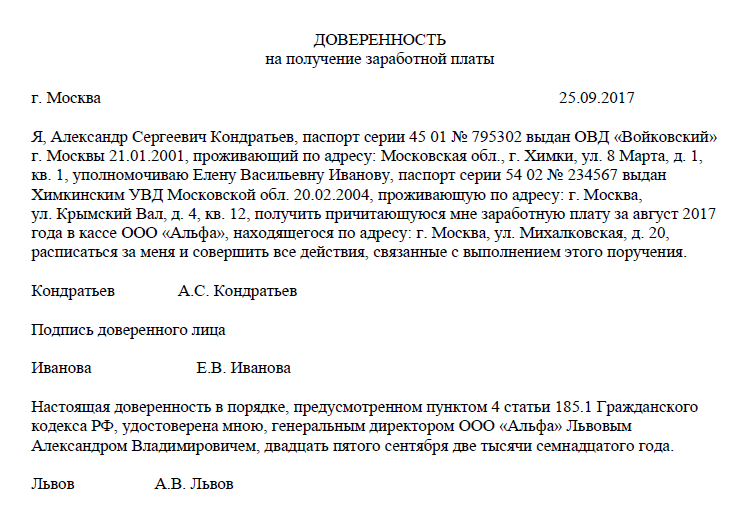 ДОВЕРЕННОСТЬ
на получение заработной платы
г. Москва 25.09.2017
Я, Александр Сергеевич Кондратьев, паспорт серии 45 01 № 795302 выдан ОВД «Войковский»
г. Москвы 21.01.2001, проживающий по адресу: Московская обл., г. Химки, ул. 8 Марта, д. 1,
кв. 1, уполномочиваю Елену Васильевну Иванову, паспорт серии 54 02 № 234567 выдан
Химкинским УВД Московской обл. 20.02.2004, проживающую по адресу: г. Москва,
ул. Крымский Вал, д. 4, кв. 12, получить причитающуюся мне заработную плату за август 2017
года в кассе ООО «Альфа», находящегося по адресу: г. Москва, ул. Михалковская, д. 20,
расписаться за меня и совершить все действия, связанные с выполнением этого поручения.
Кондратьев А.С. Кондратьев
Подпись доверенного лица
Иванова Е.В. Иванова
Настоящая доверенность в порядке, предусмотренном пунктом 4 статьи 185.1 Гражданского
кодекса РФ, удостоверена мною, генеральным директором ООО «Альфа» Львовым
Александром Владимировичем, двадцать пятого сентября две тысячи семнадцатого года.
Львов А.В. Львов